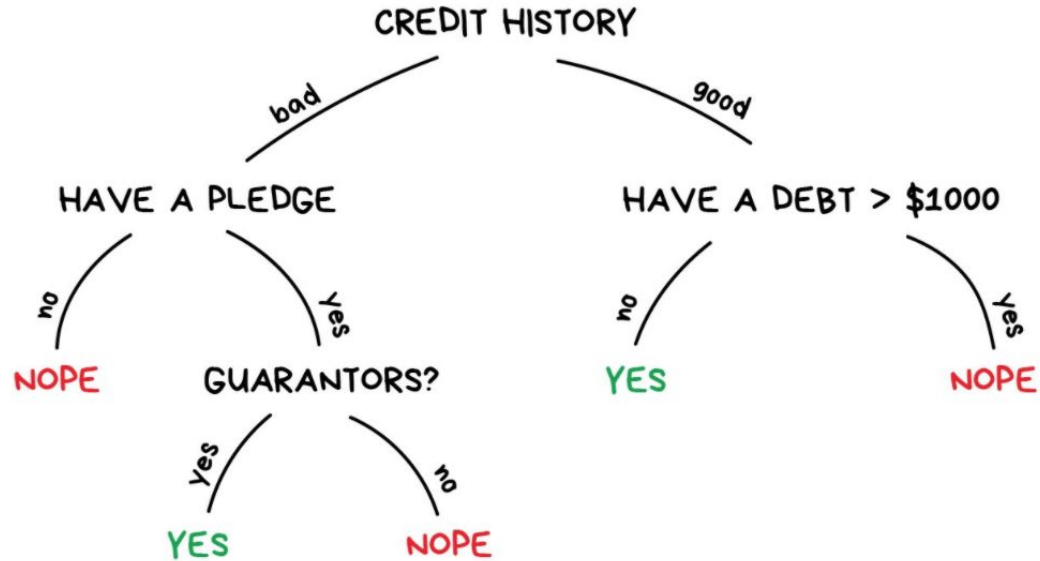 CREDIT HISTORY
bad
good
HAVE A PLEDGE
HAVE A DEBT > $1000
no
yes
no
yes
NOPE
GUARANTORS?
YES
NOPE
yes
no
YES
NOPE